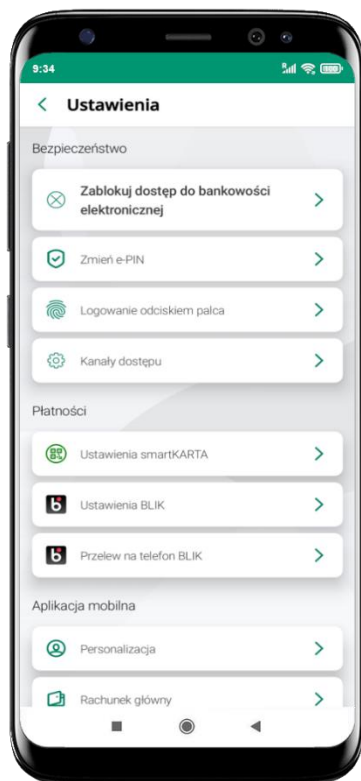 9:34
Ustawienia
Bezpieczeństwo
Zablokuj dostęp do bankowości
elektronicznej
Zmień e-PIN
Logowanie odciskiem palca
Kanały dostępu
Płatności
Ustawienia smartKARTA
Ustawienia BLIK
Przelew na telefon BLIK
Aplikacja mobilna
Personalizacja
Rachunek główny